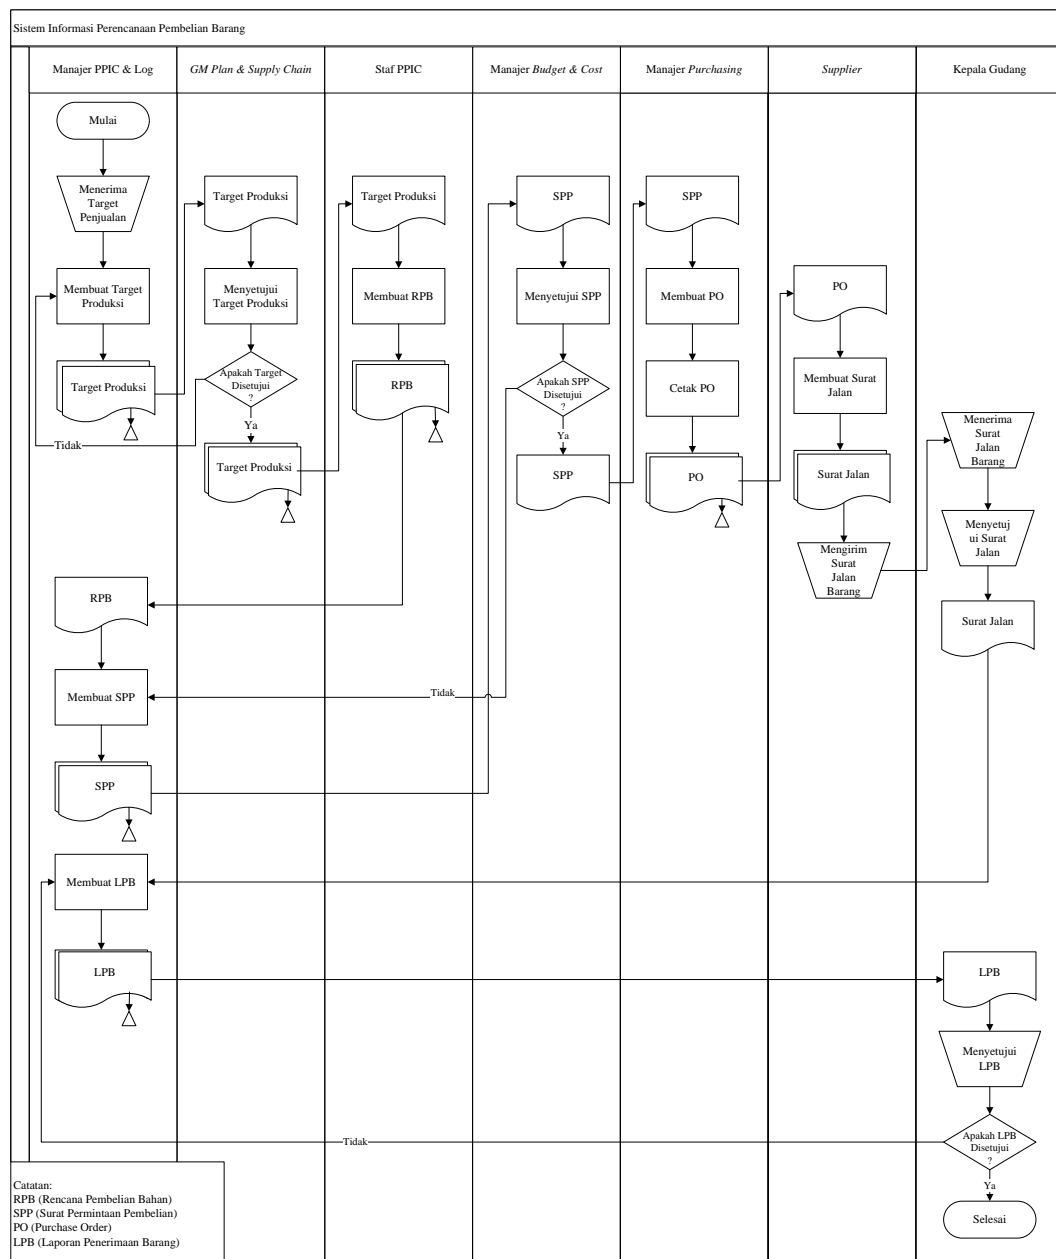 Sistem Informasi Perencanaan Pembelian Barang
Manajer PPIC & Log
GM Plan & Supply Chain
Staf PPIC
Manajer Budget & Cost
Manajer Purchasing
Supplier
Kepala Gudang
Mulai
Menerima
Target
Penjualan
Membuat Target
Produksi
Target Produksi
Tidak
Target Produksi
Menyetujui
Target Produksi
Apakah Target
Disetujui
?
Ya
Target Produksi
Target Produksi
Membuat RPB
RPB
SPP
Menyetujui SPP
Apakah SPP
Disetujui
?
Ya
SPP
SPP
Membuat PO
Cetak PO
PO
PO
Membuat Surat
Jalan
Surat Jalan
Mengirim
Surat
Jalan
Barang
Menerima
Surat
Jalan
Barang
Menyetuj
ui Surat
Jalan
Surat Jalan
RPB
Membuat SPP
Tidak
SPP
Membuat LPB
LPB
LPB
Menyetujui
LPB
Apakah LPB
Disetujui
?
Tidak
Ya
Selesai
Catatan:
RPB (Rencana Pembelian Bahan)
SPP (Surat Permintaan Pembelian)
PO (Purchase Order)
LPB (Laporan Penerimaan Barang)